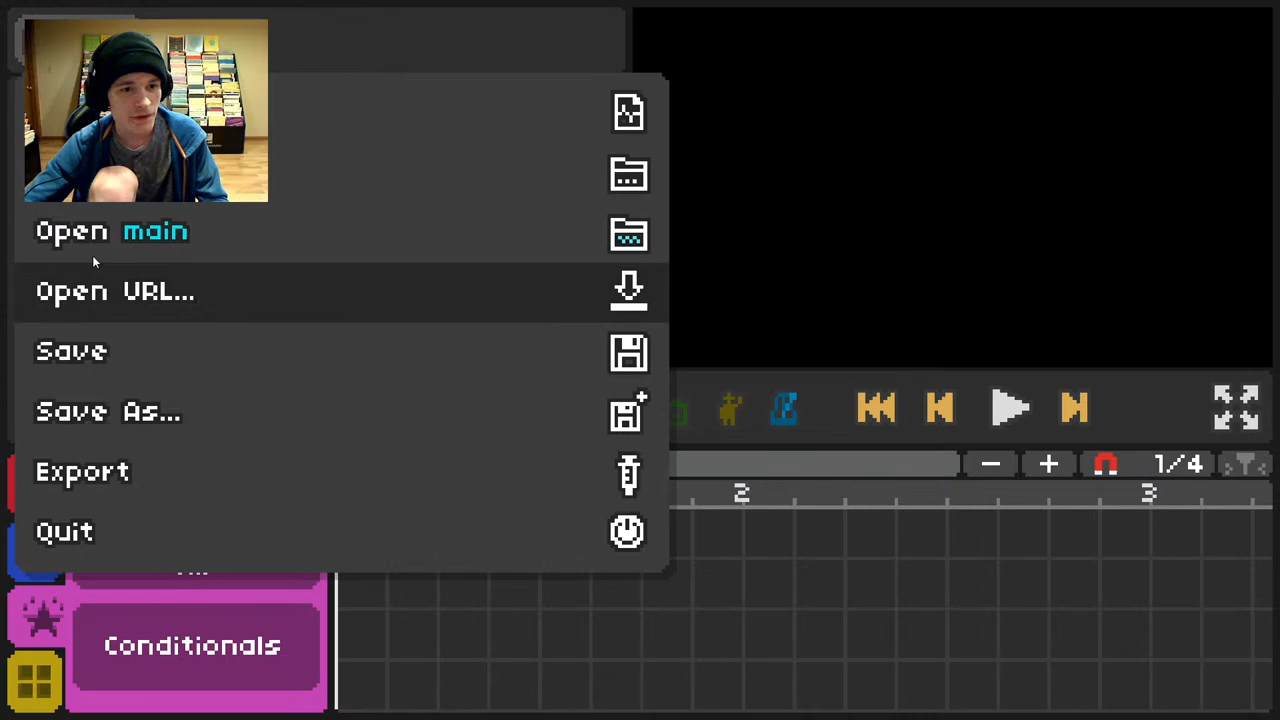 Open main
Open URL...
Save
Save As...
Export
Quit
1/4
2
3
Conditionals